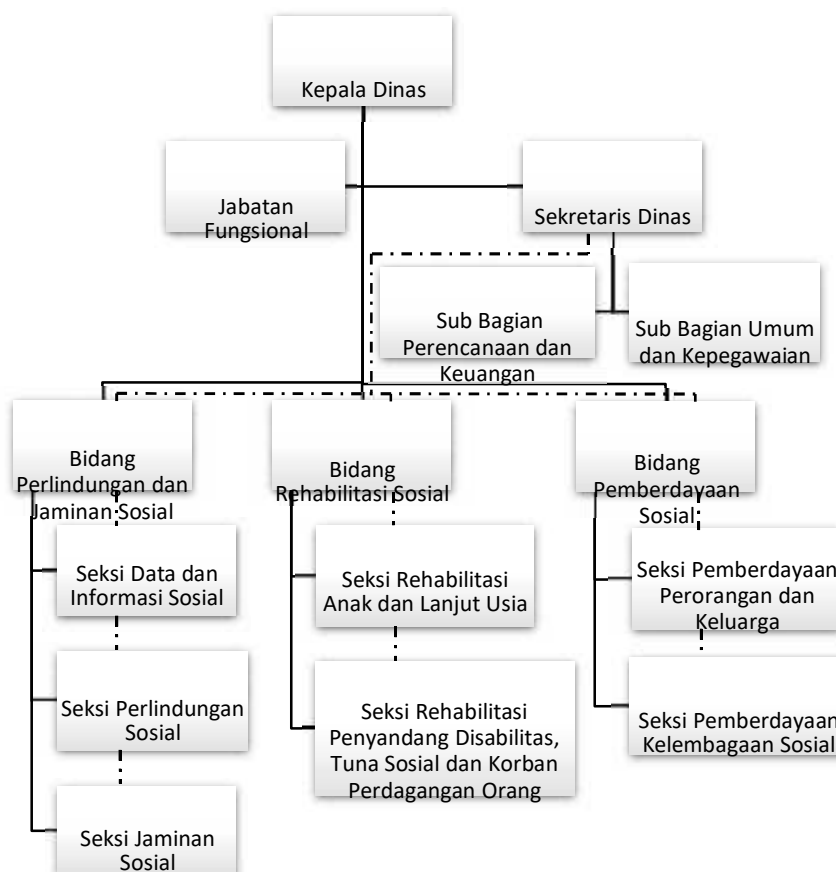 Kepala Dinas
Jabatan
Fungsional
Sekretaris Dinas
Sub Bagian
Perencanaan dan
Keuangan
Sub Bagian Umum
dan Kepegawaian
Bidang
Perlindungan dan
Jaminan Sosial
Bidang
Rehabilitasi Sosial
Bidang
Pemberdayaan
Sosial
Seksi Data dan
Informasi Sosial
Seksi Rehabilitasi
Anak dan Lanjut Usia
Seksi Pemberdayaan
Perorangan dan
Keluarga
Seksi Perlindungan
Sosial
Seksi Rehabilitasi
Penyandang Disabilitas,
Tuna Sosial dan Korban
Perdagangan Orang
Seksi Pemberdayaan
Kelembagaan Sosial
Seksi Jaminan
Sosial